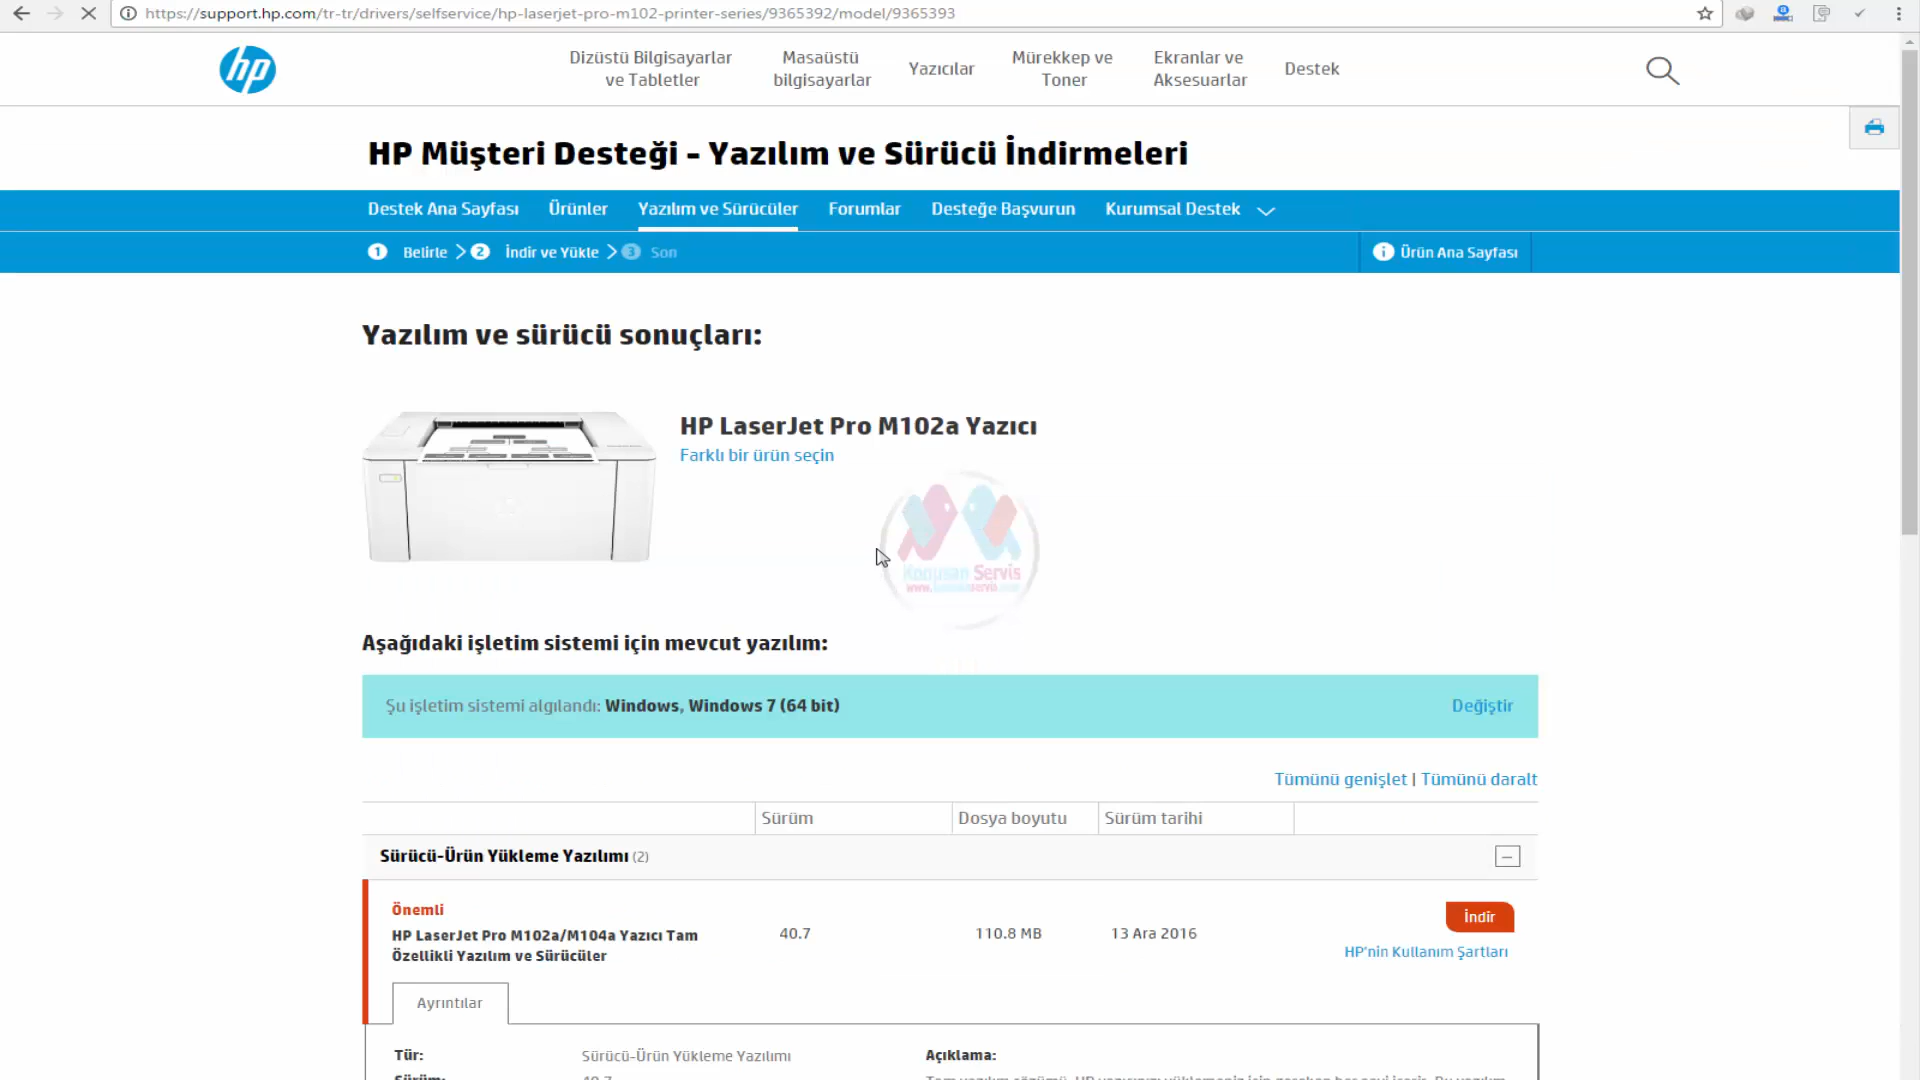 https://support.hp.com/tr-tr/drivers/selfservice/hp-laserjet-pro-m102-printer-series/9365392/model/9365393
hp
Dizüstü Bilgisayarlar
ve Tabletler
Masaüstü
bilgisayarlar
Yazıcılar
Mürekkep ve
Toner
Ekranlar ve
Aksesuarlar
Destek
HP Müşteri Desteği - Yazılım ve Sürücü İndirmeleri
Destek Ana Sayfası Ürünler Yazılım ve Sürücüler Forumlar Desteğe Başvurun Kurumsal Destek
1 Belirle 2 İndir ve Yükle 3 Son
Ürün Ana Sayfası
Yazılım ve sürücü sonuçları:
HP LaserJet Pro M102a Yazıcı
Farklı bir ürün seçin
Servis
Aşağıdaki işletim sistemi için mevcut yazılım:
Şu işletim sistemi algılandı: Windows, Windows 7 (64 bit)
Değiştir
Tümünü genişlet | Tümünü daralt
Sürüm Dosya boyutu Sürüm tarihi
Sürücü-Ürün Yükleme Yazılımı (2)
Önemli
HP LaserJet Pro M102a/M104a Yazıcı Tam
Özellikli Yazılım ve Sürücüler
40.7 110.8 MB 13 Ara 2016
İndir
HP'nin Kullanım Şartları
Ayrıntılar
Tür: Sürücü-Ürün Yükleme Yazılımı
Açıklama: